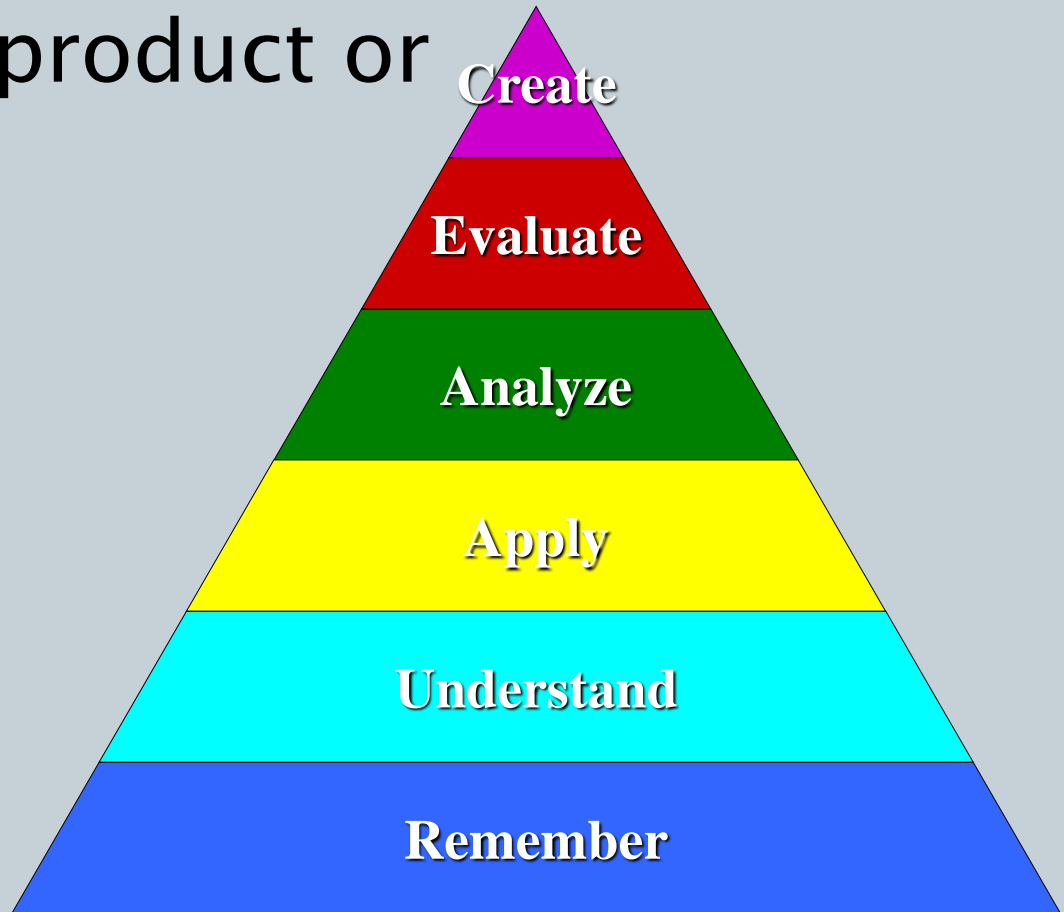 product or
Create
Evaluate
Analyze
Apply
Understand
Remember